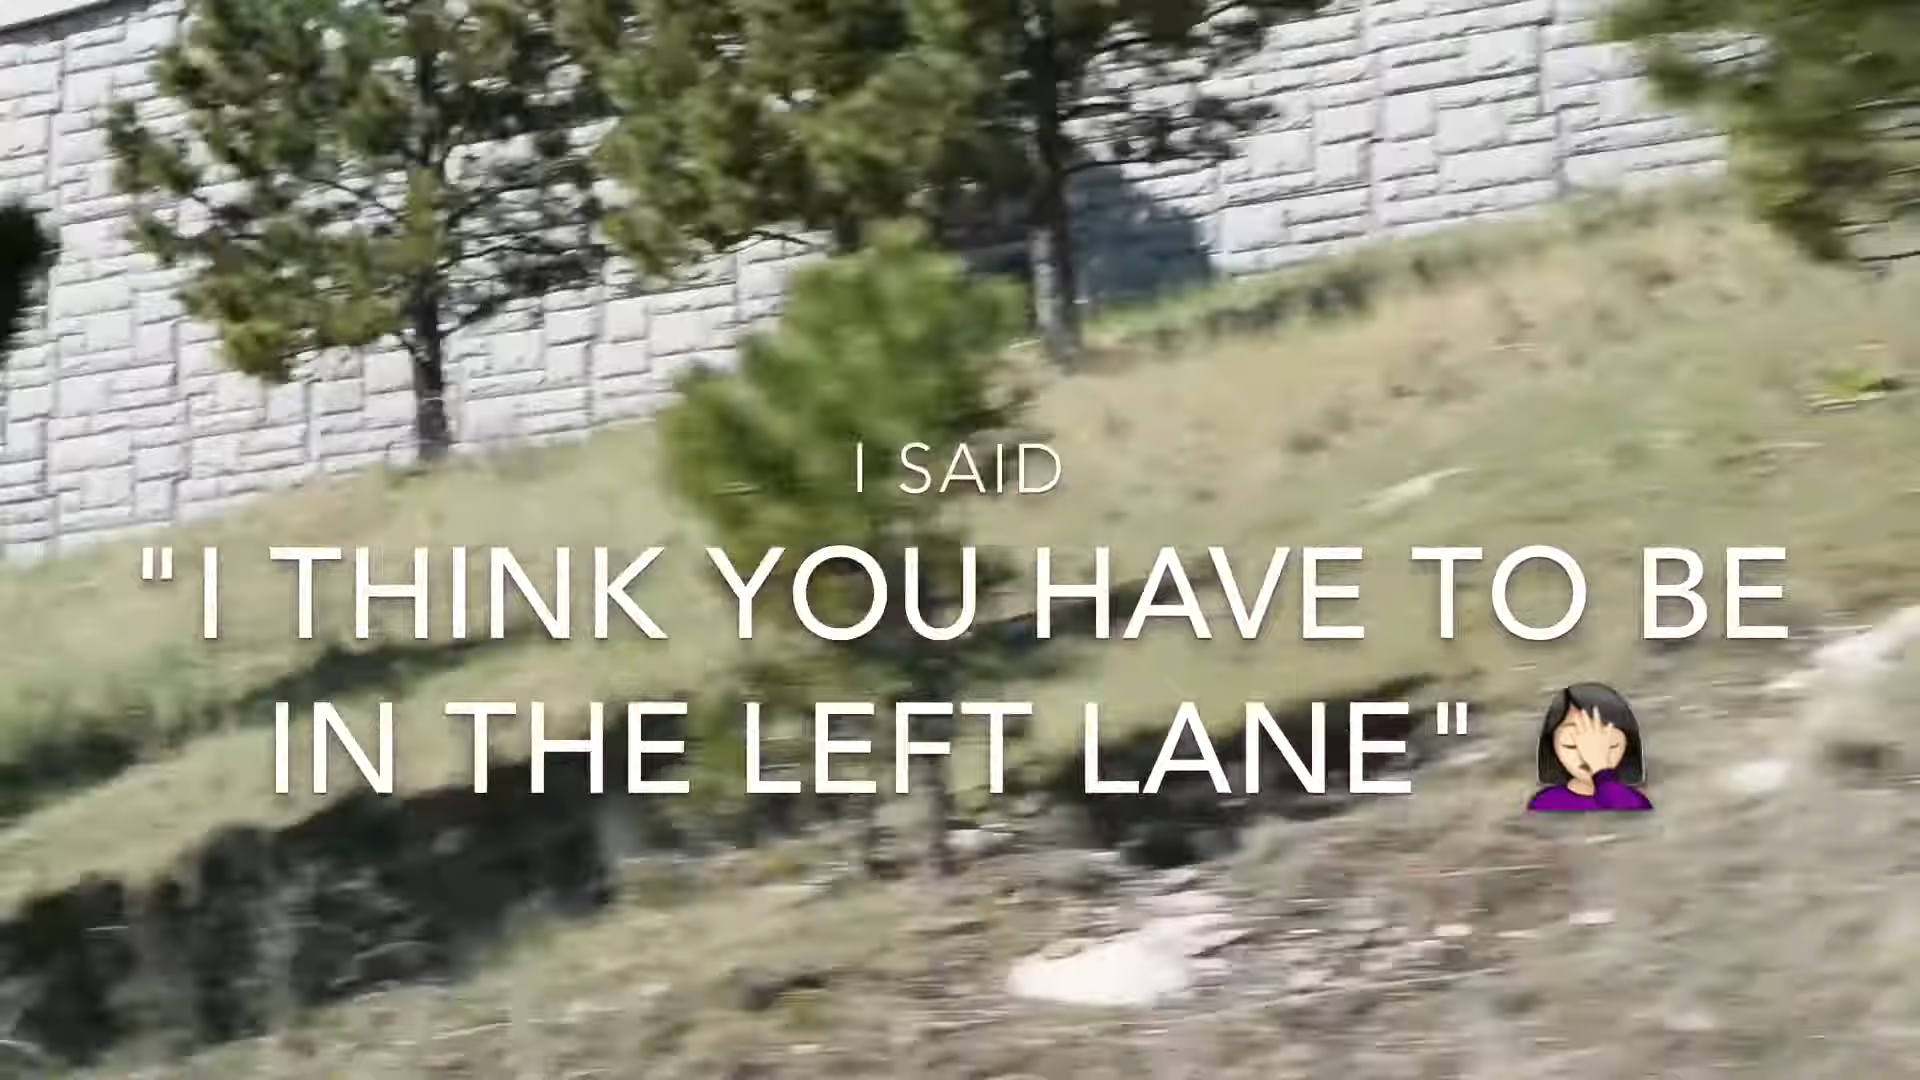 I SAID
"I THINK YOU HAVE TO BE
IN THE LEFT LANE" 🤦🏻‍♀️